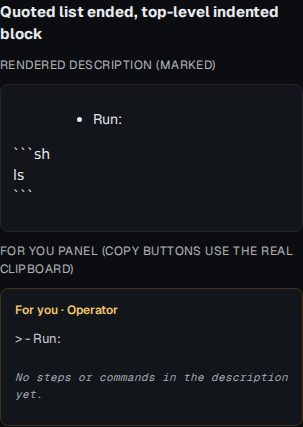 Quoted list ended, top-level indented
block
RENDERED DESCRIPTION (MARKED)
• Run:
```sh
ls
```
FOR YOU PANEL (COPY BUTTONS USE THE REAL
CLIPBOARD)
For you · Operator
> - Run:
No steps or commands in the description
yet.